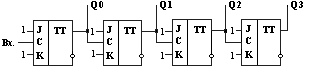 Q0 Q1 Q2 Q3
1 J TT 1 J TT 1 J TT 1 J TT
Вх. C C C C
1 K 1 K 1 K 1 K